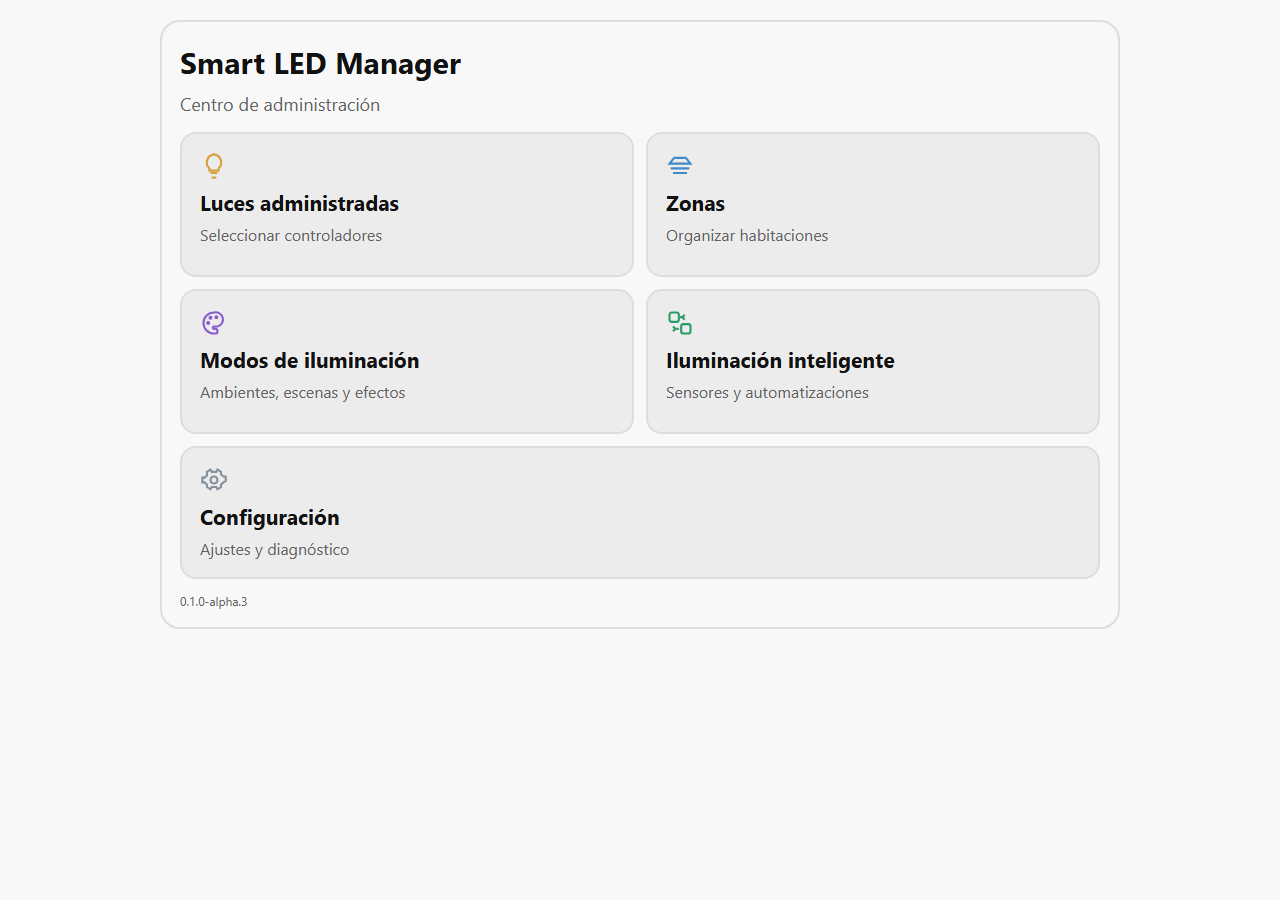 Smart LED Manager
Centro de administración
Luces administradas
Seleccionar controladores
Zonas
Organizar habitaciones
Modos de iluminación
Ambientes, escenas y efectos
Iluminación inteligente
Sensores y automatizaciones
Configuración
Ajustes y diagnóstico
0.1.0-alpha.3